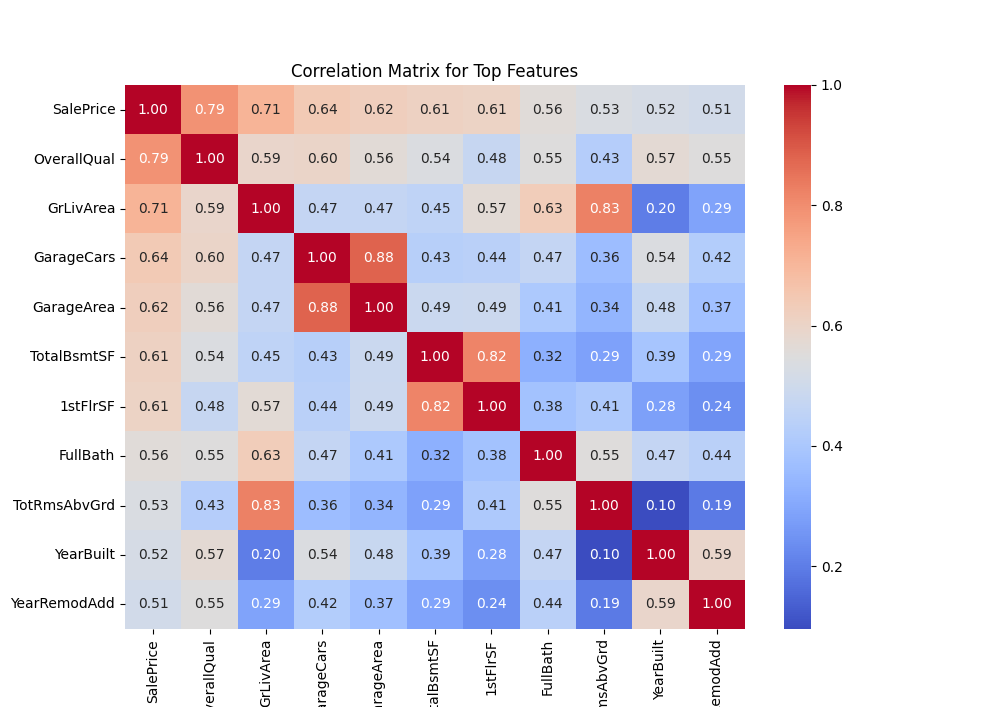 Correlation Matrix for Top Features
SalePrice 1.00 0.79 0.71 0.64 0.62 0.61 0.61 0.56 0.53 0.52 0.51
OverallQual 0.79 1.00 0.59 0.60 0.56 0.54 0.48 0.55 0.43 0.57 0.55
GrLivArea 0.71 0.59 1.00 0.47 0.47 0.45 0.57 0.63 0.83 0.20 0.29
GarageCars 0.64 0.60 0.47 1.00 0.88 0.43 0.44 0.47 0.36 0.54 0.42
GarageArea 0.62 0.56 0.47 0.88 1.00 0.49 0.49 0.41 0.34 0.48 0.37
TotalBsmtSF 0.61 0.54 0.45 0.43 0.49 1.00 0.82 0.32 0.29 0.39 0.29
1stFlrSF 0.61 0.48 0.57 0.44 0.49 0.82 1.00 0.38 0.41 0.28 0.24
FullBath 0.56 0.55 0.63 0.47 0.41 0.32 0.38 1.00 0.55 0.47 0.44
TotRmsAbvGrd 0.53 0.43 0.83 0.36 0.34 0.29 0.41 0.55 1.00 0.10 0.19
YearBuilt 0.52 0.57 0.20 0.54 0.48 0.39 0.28 0.47 0.10 1.00 0.59
YearRemodAdd 0.51 0.55 0.29 0.42 0.37 0.29 0.24 0.44 0.19 0.59 1.00
SalePrice
verallQual
GrLivArea
arageCars
arageArea
talBsmtSF
1stFlrSF
FullBath
msAbvGrd
YearBuilt
emodAdd
1.0
0.8
0.6
0.4
0.2